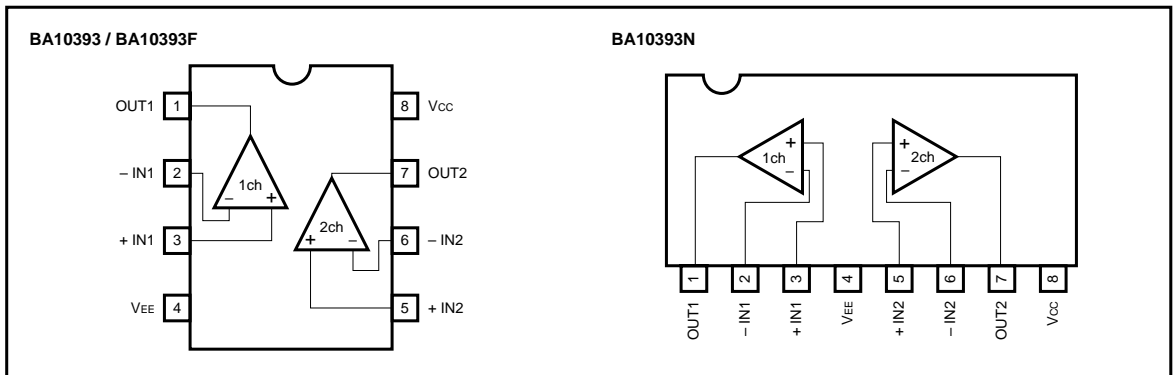 BA10393 / BA10393F
OUT1 1
8 Vcc
– IN1 2
1ch
– +
7 OUT2
+ IN1 3
2ch
+ –
6 – IN2
VEE 4
5 + IN2
BA10393N
1ch
+
–
2ch
+
–
1 2 3 4 5 6 7 8
OUT1
– IN1
+ IN1
VEE
+ IN2
– IN2
OUT2
Vcc